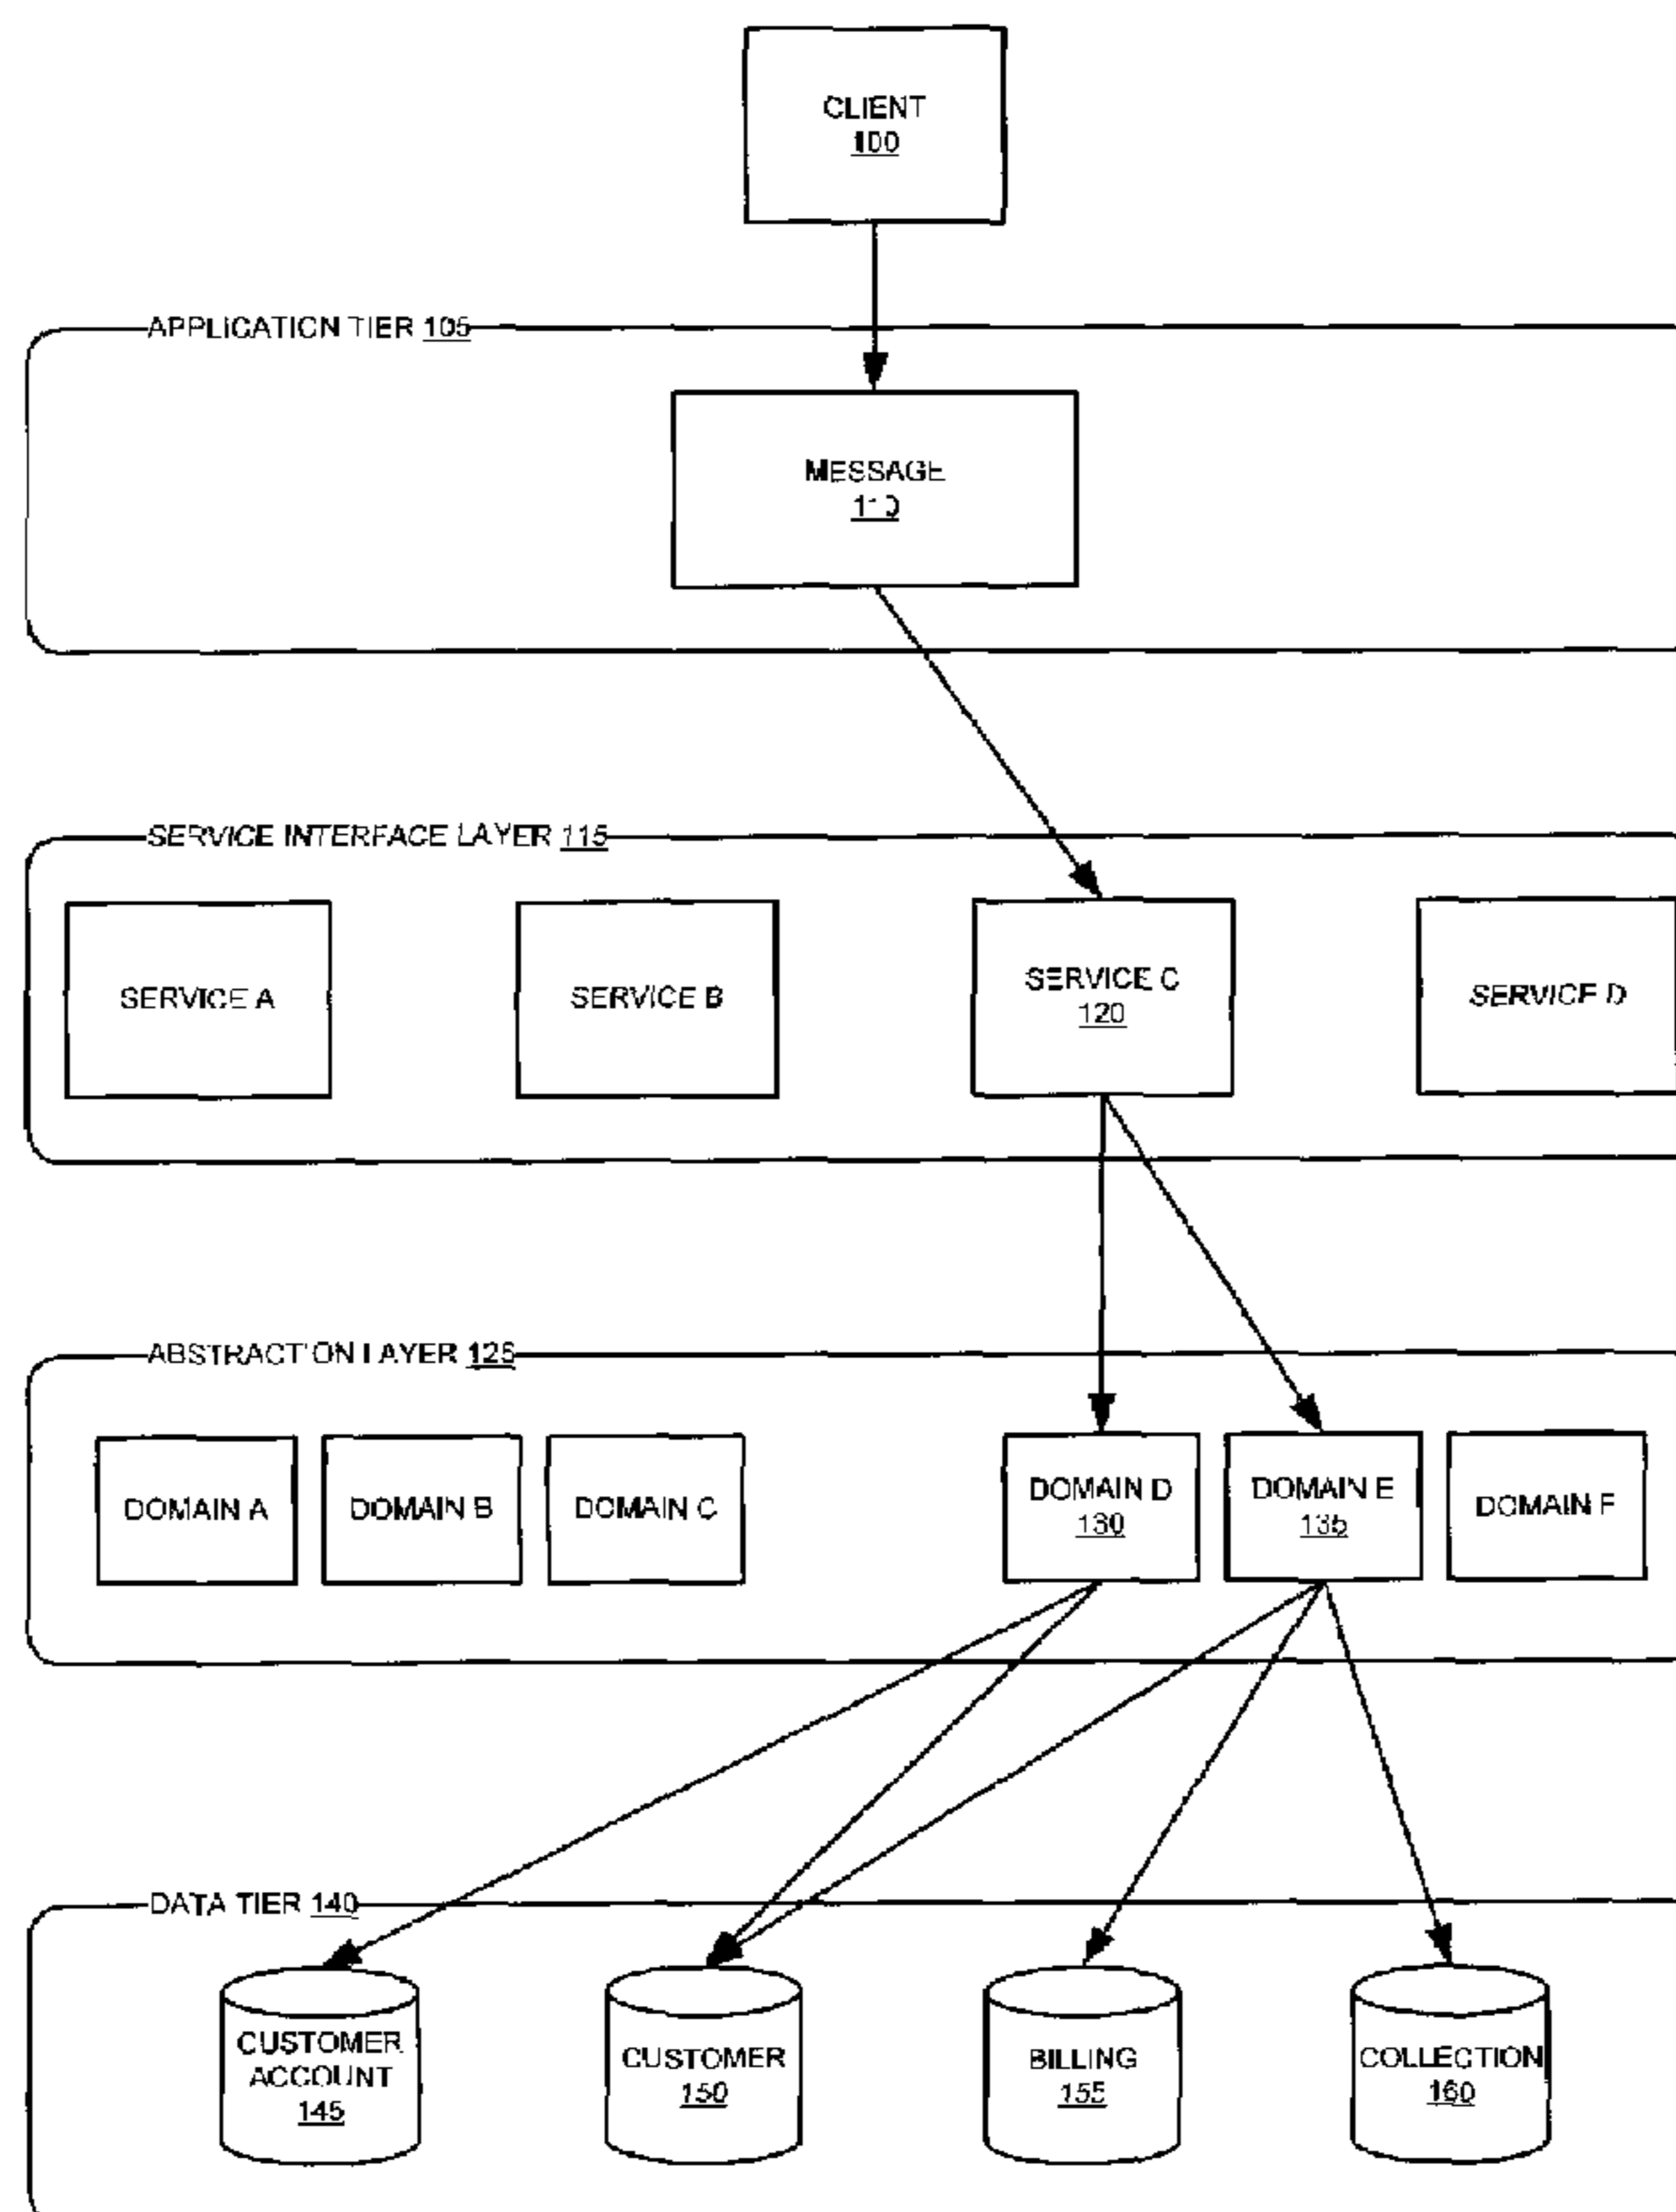 CLIENT
100
APPLICATION TIER 105
MESSAGE
110
SERVICE INTERFACE LAYER 115
SERVICE A
SERVICE B
SERVICE C
120
SERVICE D
ABSTRACTION LAYER 125
DOMAIN A
DOMAIN B
DOMAIN C
DOMAIN D
130
DOMAIN E
135
DOMAIN F
DATA TIER 140
CUSTOMER
ACCOUNT
145
CUSTOMER
150
BILLING
155
COLLECTION
160